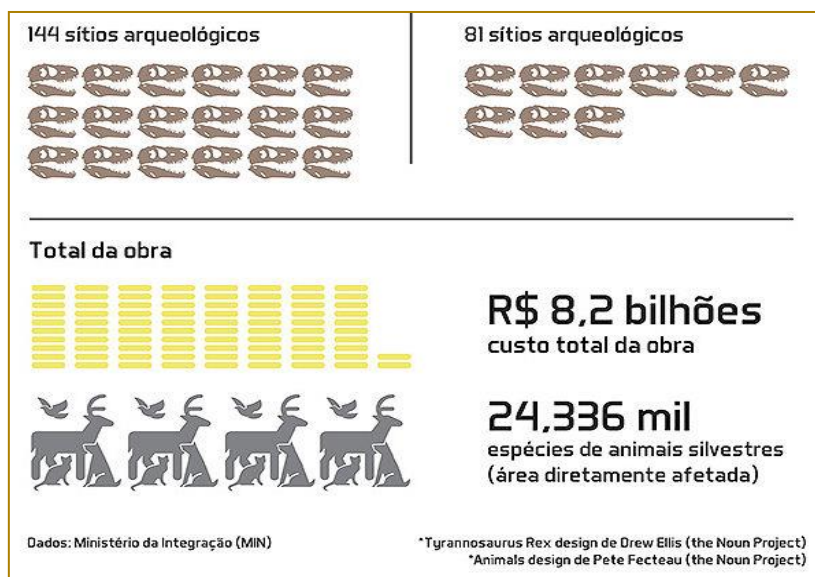 144 sítios arqueológicos
81 sítios arqueológicos
Total da obra
R$ 8,2 bilhões
custo total da obra
24,336 mil
espécies de animais silvestres
(área diretamente afetada)
Dados: Ministério da Integração (MIN)
*Tyrannosaurus Rex design de Drew Ellis (the Noun Project)
*Animals design de Pete Fecteau (the Noun Project)